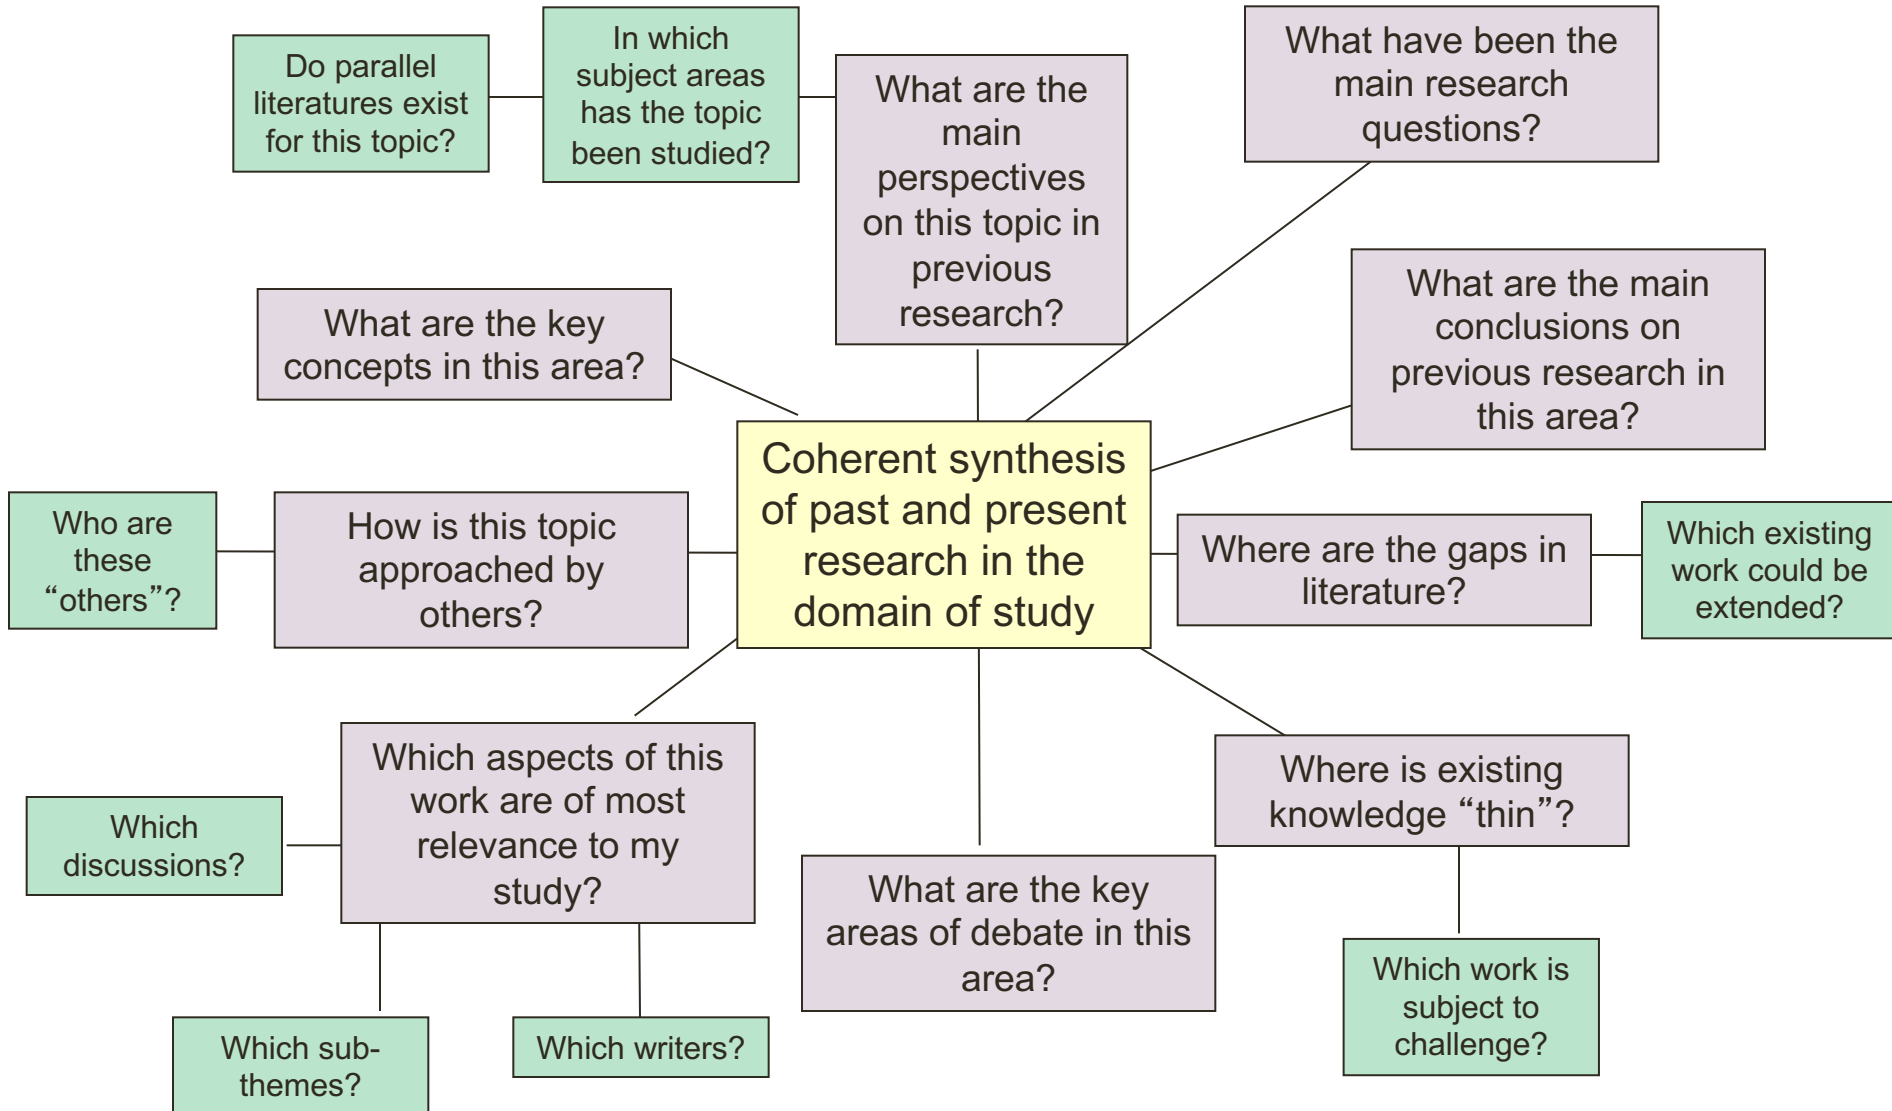 Do parallel
literatures exist
for this topic?
In which
subject areas
has the topic
been studied?
What are the
main
perspectives
on this topic in
previous
research?
What have been the
main research
questions?
What are the key
concepts in this area?
What are the main
conclusions on
previous research in
this area?
Coherent synthesis
of past and present
research in the
domain of study
Who are
these
“others”?
How is this topic
approached by
others?
Where are the gaps in
literature?
Which existing
work could be
extended?
Which aspects of this
work are of most
relevance to my
study?
Where is existing
knowledge “thin”?
Which
discussions?
What are the key
areas of debate in this
area?
Which work is
subject to
challenge?
Which sub-
themes?
Which writers?